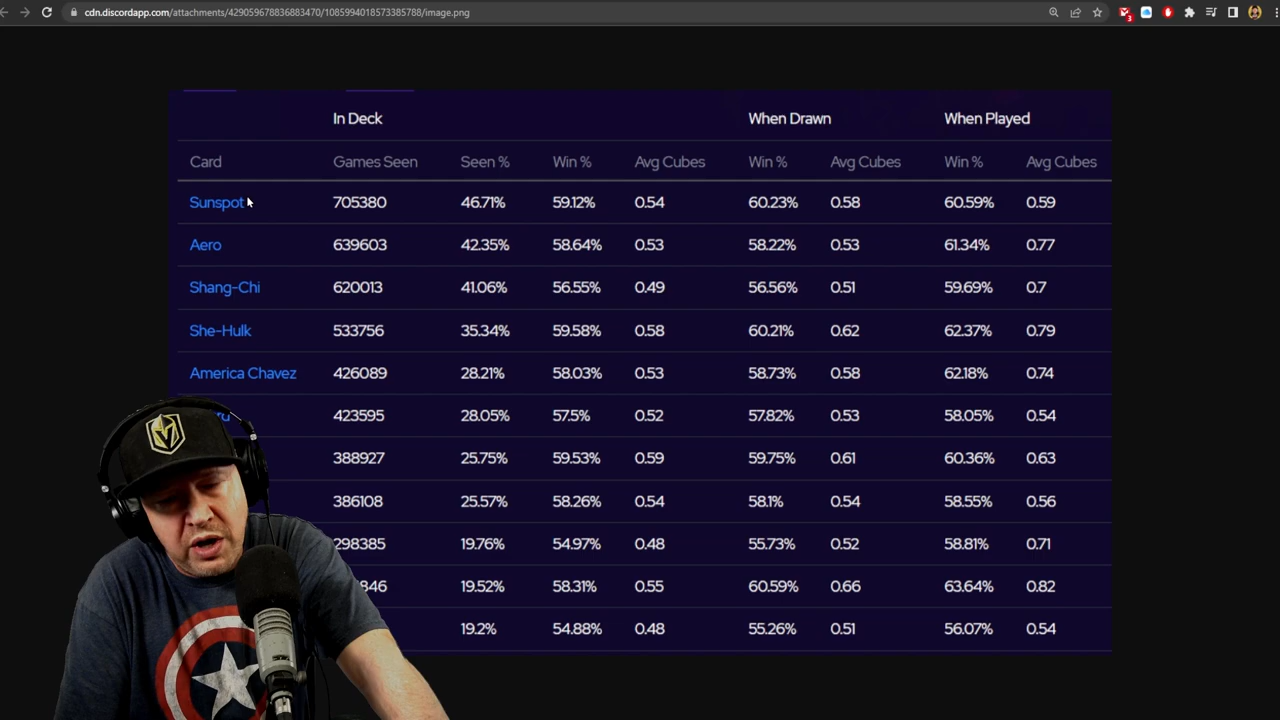 cdn.discordapp.com/attachments/429059678836883470/1085994018573385788/image.png
3
In Deck When Drawn When Played
Card Games Seen Seen % Win % Avg Cubes Win % Avg Cubes Win % Avg Cubes
Sunspot 705380 46.71% 59.12% 0.54 60.23% 0.58 60.59% 0.59
Aero 639603 42.35% 58.64% 0.53 58.22% 0.53 61.34% 0.77
Shang-Chi 620013 41.06% 56.55% 0.49 56.56% 0.51 59.69% 0.7
She-Hulk 533756 35.34% 59.58% 0.58 60.21% 0.62 62.37% 0.79
America Chavez 426089 28.21% 58.03% 0.53 58.73% 0.58 62.18% 0.74
423595 28.05% 57.5% 0.52 57.82% 0.53 58.05% 0.54
388927 25.75% 59.53% 0.59 59.75% 0.61 60.36% 0.63
386108 25.57% 58.26% 0.54 58.1% 0.54 58.55% 0.56
298385 19.76% 54.97% 0.48 55.73% 0.52 58.81% 0.71
846 19.52% 58.31% 0.55 60.59% 0.66 63.64% 0.82
19.2% 54.88% 0.48 55.26% 0.51 56.07% 0.54